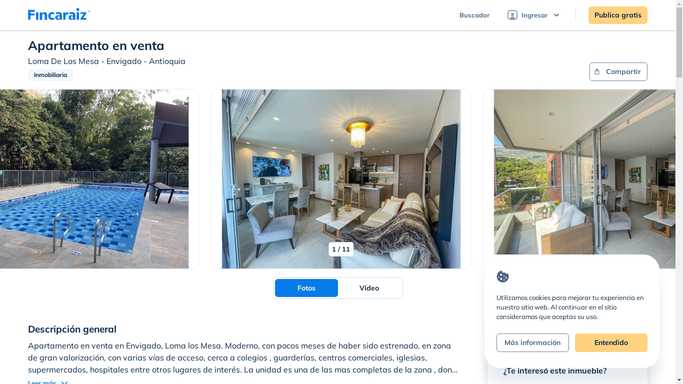 Fincaraiz
Buscador
Ingresar
Publica gratis
Apartamento en venta
Loma De Los Mesa - Envigado - Antioquia
Inmobiliaria
Compartir
1 / 11
Fotos
Video
Utilizamos cookies para mejorar tu experiencia en
nuestro sitio web. Al continuar en el sitio
consideramos que aceptas su uso.
Más información
Entendido
Descripción general
Apartamento en venta en Envigado, Loma los Mesa. Moderno, con pocos meses de haber sido estrenado, en zona
de gran valorización, con varias vías de acceso, cerca a colegios , guarderías, centros comerciales, iglesias,
supermercados, hospitales entre otros lugares de interés. La unidad es una de las mas completas de la zona , don...
Leer más
¿Te interesó este inmueble?